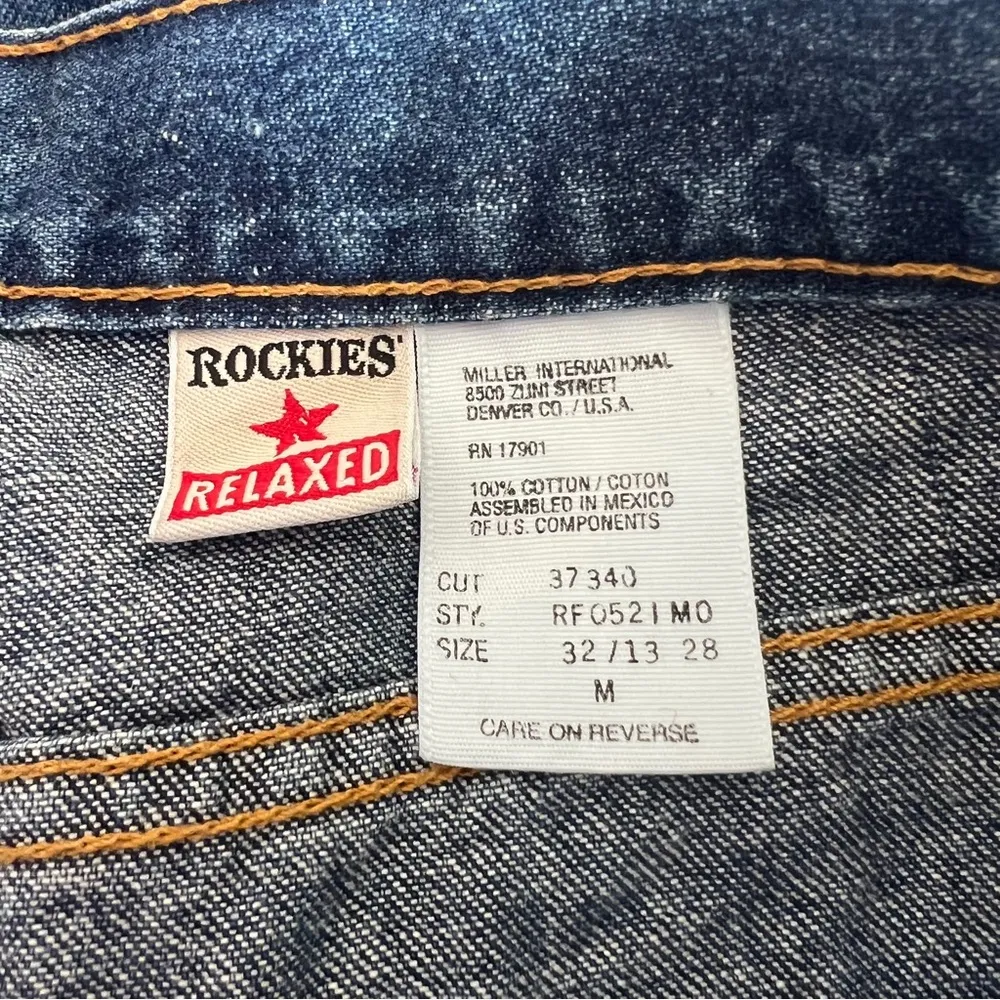 ROCKIES
RELAXED
MILLER INTERNATIONAL
8500 ZUNI STREET
DENVER CO. / U.S.A.
RN 17901
100% COTTON / COTON
ASSEMBLED IN MEXICO
OF U.S. COMPONENTS
CUT 37340
STY. RF0521MO
SIZE 32/13 28
M
CARE ON REVERSE